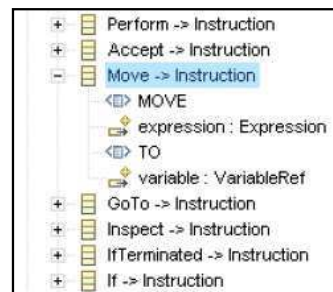 Perform -> Instruction
Accept -> Instruction
Move -> Instruction
MOVE
expression : Expression
TO
variable : VariableRef
GoTo -> Instruction
Inspect -> Instruction
IfTerminated -> Instruction
If -> Instruction